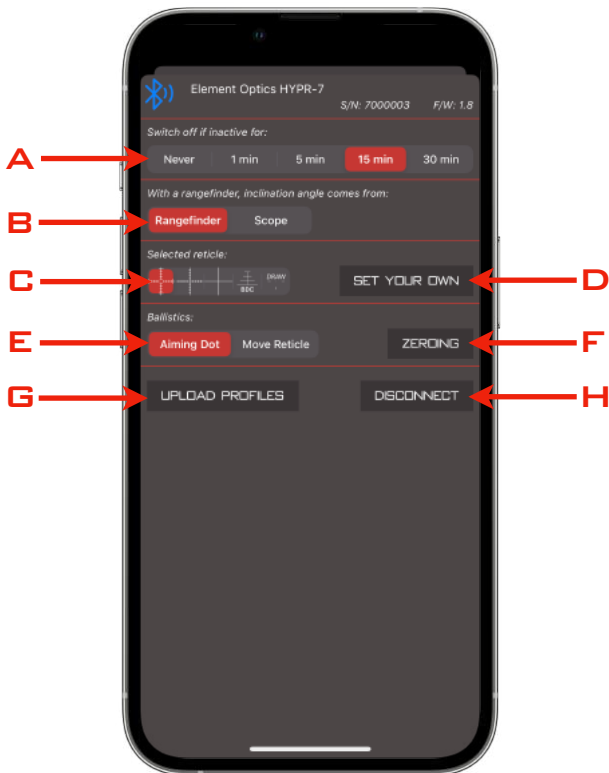 Element Optics HYPR-7
S/N: 7000003 F/W: 1.8
Switch off if inactive for:
A Never 1 min 5 min 15 min 30 min
With a rangefinder, inclination angle comes from:
B Rangefinder Scope
Selected reticle:
C BDC DRAW SET YOUR OWN D
Ballistics:
E Aiming Dot Move Reticle ZEROING F
G UPLOAD PROFILES DISCONNECT H